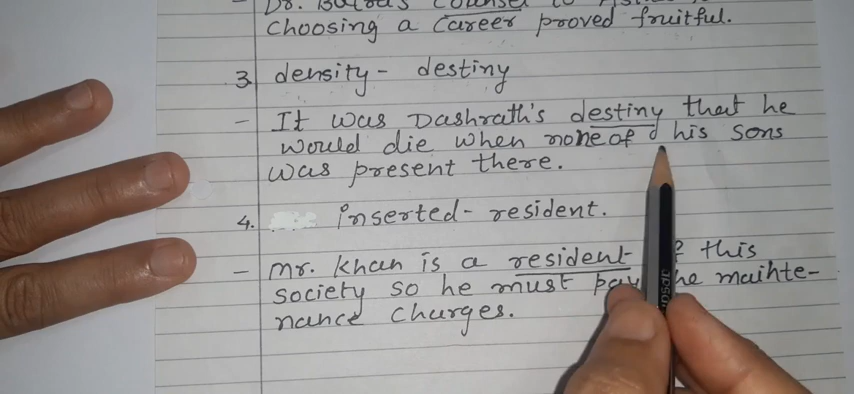 Choosing a career proved fruitful.
3. density - destiny
- It was Dashrath's destiny that he
would die when none of his sons
was present there.
4. inserted - resident.
- Mr. Khan is a resident this
society so he must pay the mainte-
nance charges.